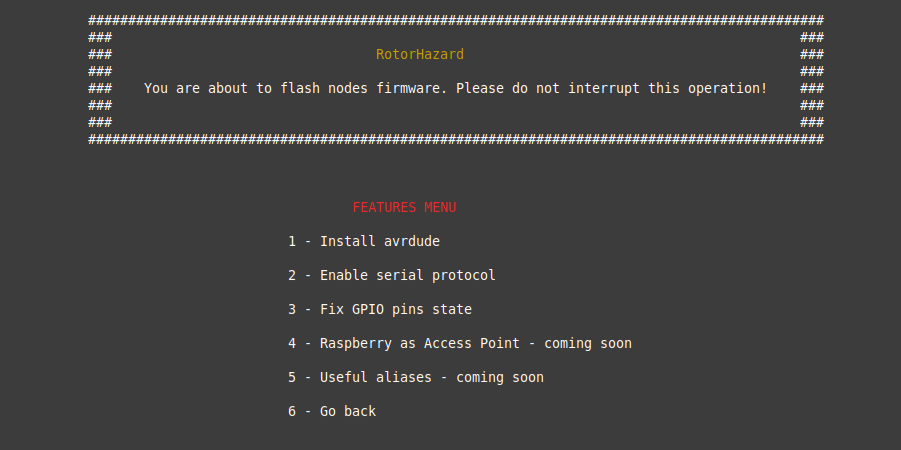 ############################################################################################
### ###
### RotorHazard ###
### ###
### You are about to flash nodes firmware. Please do not interrupt this operation! ###
### ###
### ###
############################################################################################
FEATURES MENU
1 - Install avrdude
2 - Enable serial protocol
3 - Fix GPIO pins state
4 - Raspberry as Access Point - coming soon
5 - Useful aliases - coming soon
6 - Go back